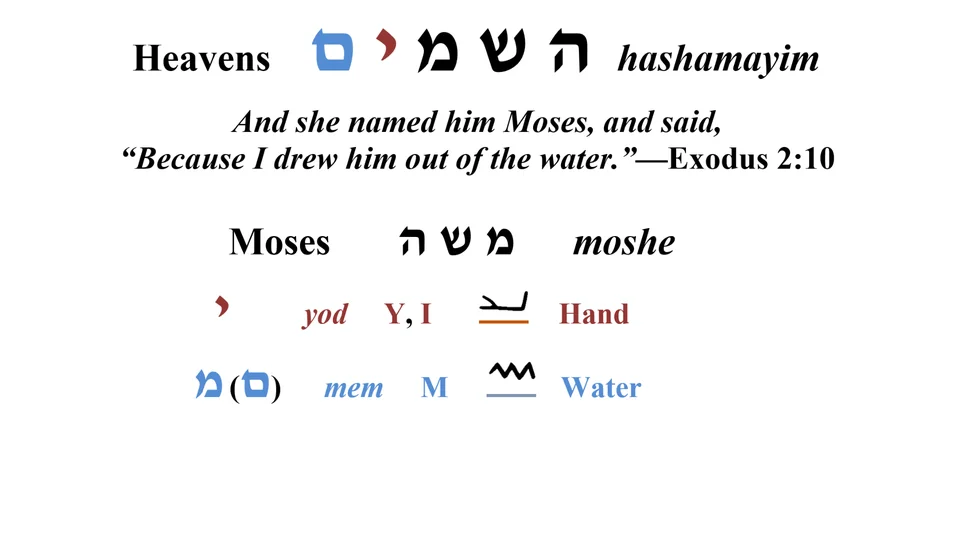 Heavens ה ש מ י ם hashamayim
And she named him Moses, and said,
“Because I drew him out of the water.”—Exodus 2:10
Moses מ ש ה moshe
י yod Y, I Hand
מ (ם) mem M Water